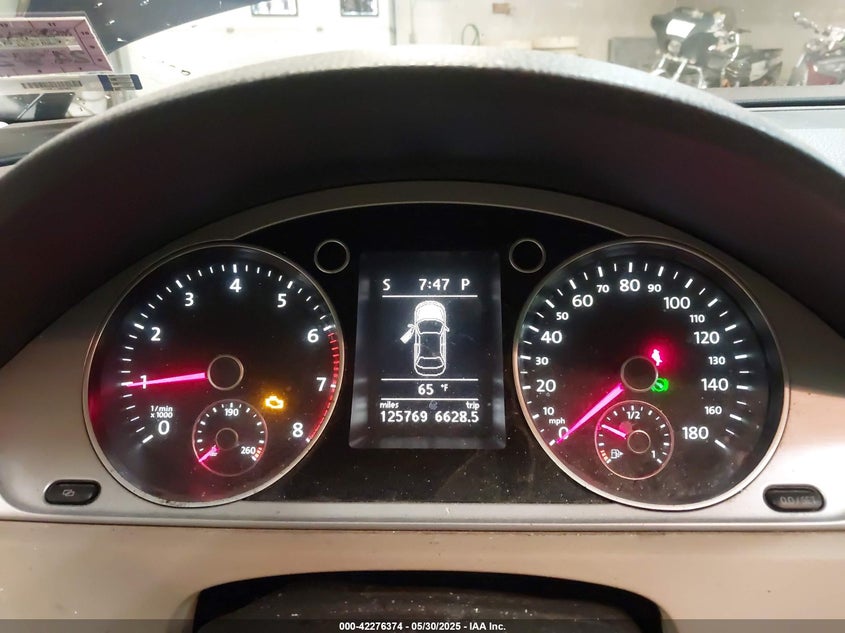 S 7:47 P
65 °F
miles trip
125769 6628.5
0 1 2 3 4 5 6 7 8
1/min
x 1000
190
260
0 10 20 30 40 50 60 70 80 90 100 110 120 130 140 160 180
mph
1/2
1
000-42276374 - 05/30/2025 - IAA Inc.